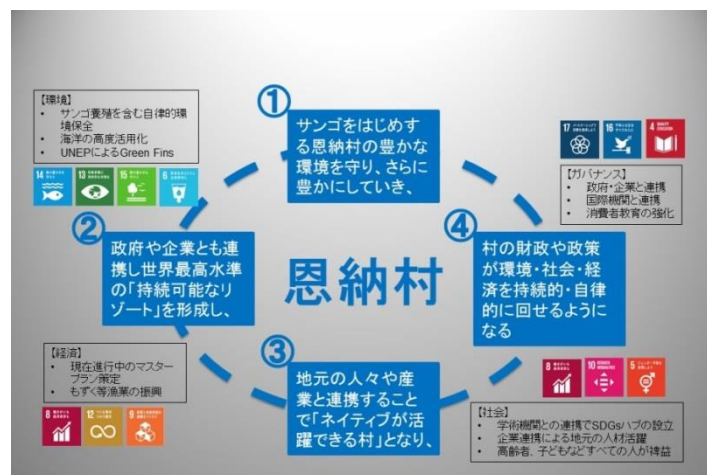 【環境】
• サンゴ養殖を含む自律的環
境保全
• 海洋の高度活用化
• UNEPによるGreen Fins
14
13
15
6
①
サンゴをはじめす
る恩納村の豊かな
環境を守り、さらに
豊かにしていき、
17
16
4
【ガバナンス】
• 政府・企業と連携
• 国際機関と連携
• 消費者教育の強化
②
政府や企業とも連
携し世界最高水準
の「持続可能なリ
ゾート」を形成し、
恩納村
④
村の財政や政策
が環境・社会・経
済を持続的・自律
的に回せるように
なる
【経済】
• 現在進行中のマスター
プラン策定
• もずく等漁業の振興
8
12
9
③
地元の人々や産
業と連携すること
で「ネイティブが活
躍できる村」となり、
8
10
5
【社会】
• 学術機関との連携でSDGsハブの設立
• 企業連携による地元の人材活躍
• 高齢者、子どもなどすべての人が裨益